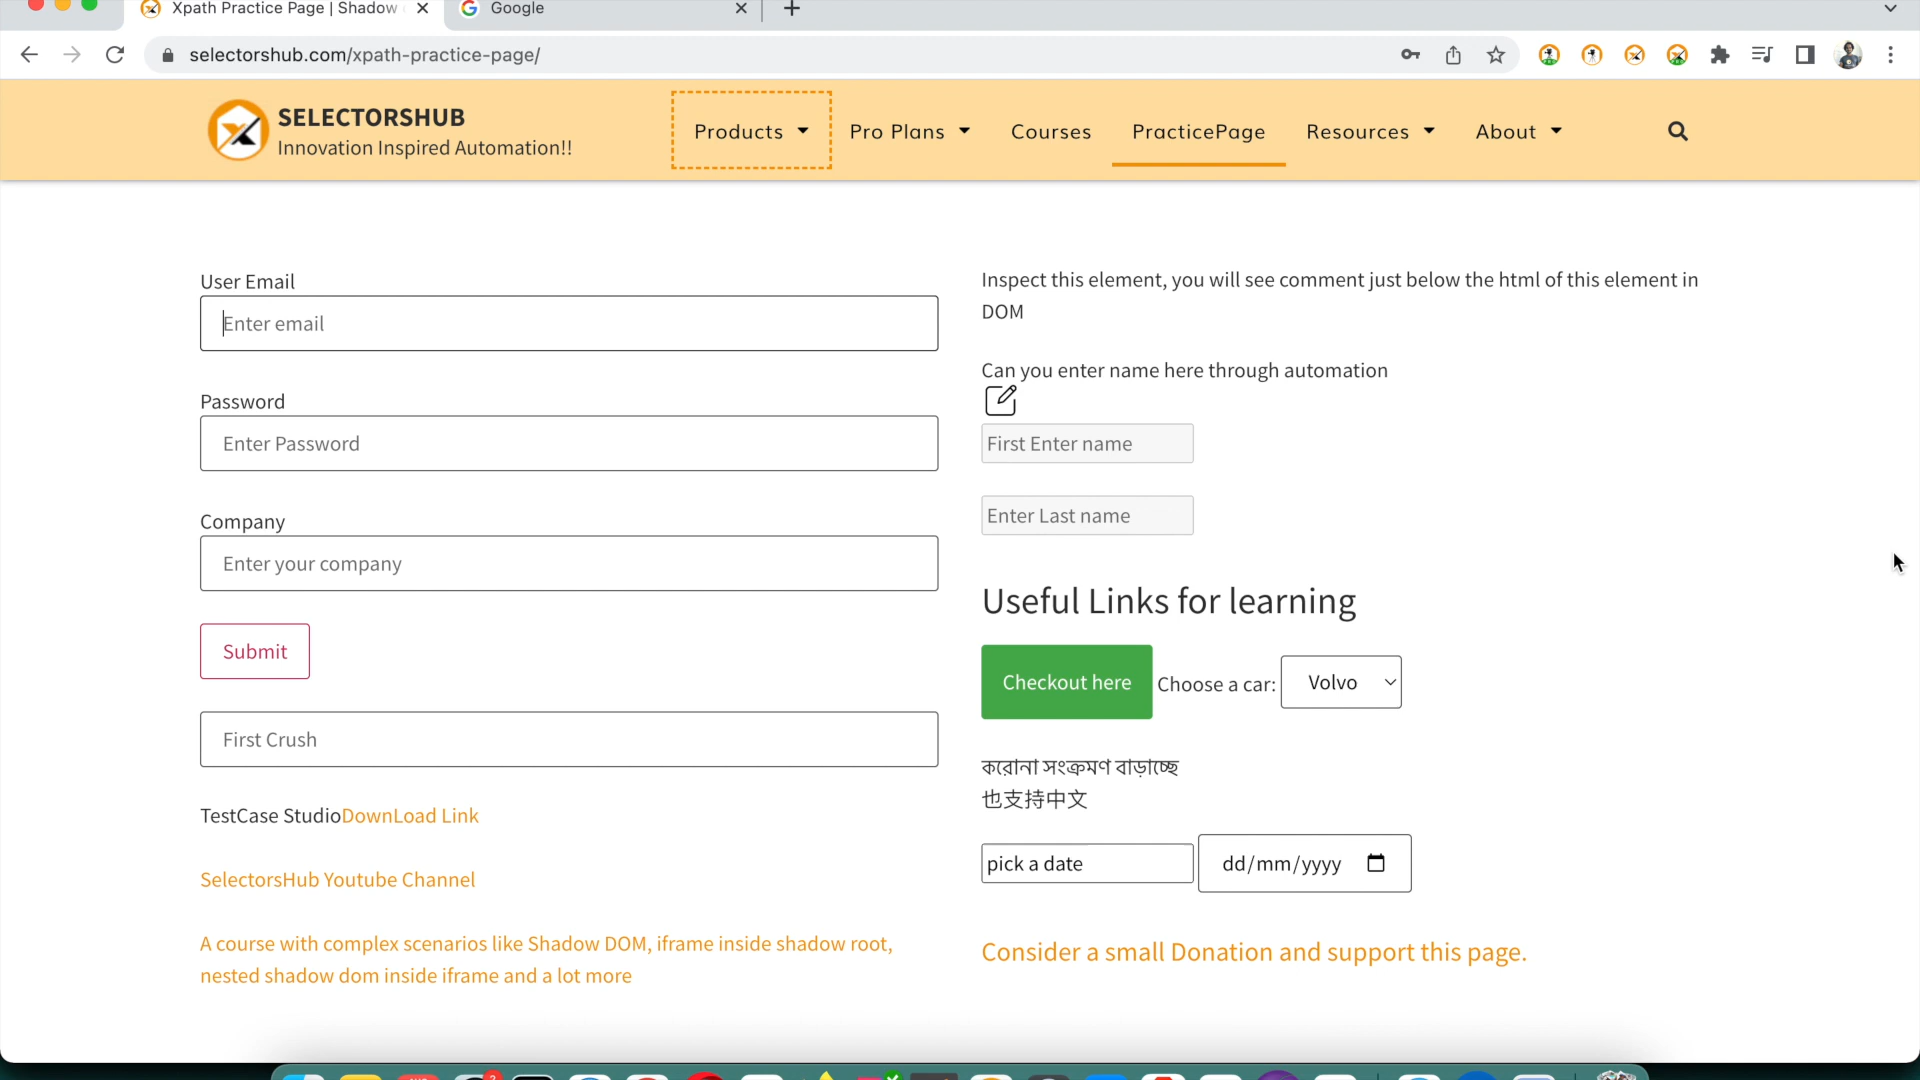 Xpath Practice Page | Shadow
Google
selectorshub.com/xpath-practice-page/
SELECTORSHUB
Innovation Inspired Automation!!
Products
Pro Plans
Courses
PracticePage
Resources
About
User Email
Enter email
Password
Enter Password
Company
Enter your company
Submit
First Crush
TestCase StudioDownLoad Link
SelectorsHub Youtube Channel
A course with complex scenarios like Shadow DOM, iframe inside shadow root,
nested shadow dom inside iframe and a lot more
Inspect this element, you will see comment just below the html of this element in
DOM
Can you enter name here through automation
First Enter name
Enter Last name
Useful Links for learning
Checkout here Choose a car: Volvo
করোনা সংক্রমণ বাড়াচ্ছে
也支持中文
pick a date dd/mm/yyyy
Consider a small Donation and support this page.